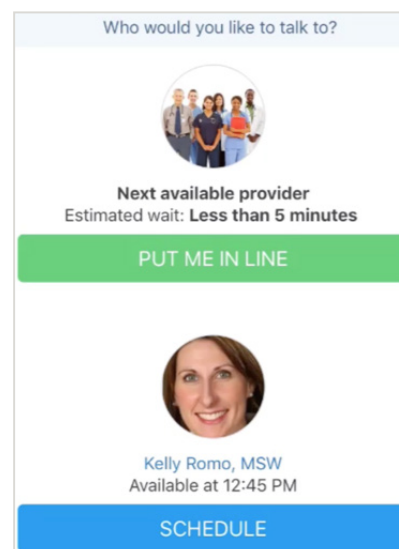 Who would you like to talk to?
Next available provider
Estimated wait: Less than 5 minutes
PUT ME IN LINE
Kelly Romo, MSW
Available at 12:45 PM
SCHEDULE